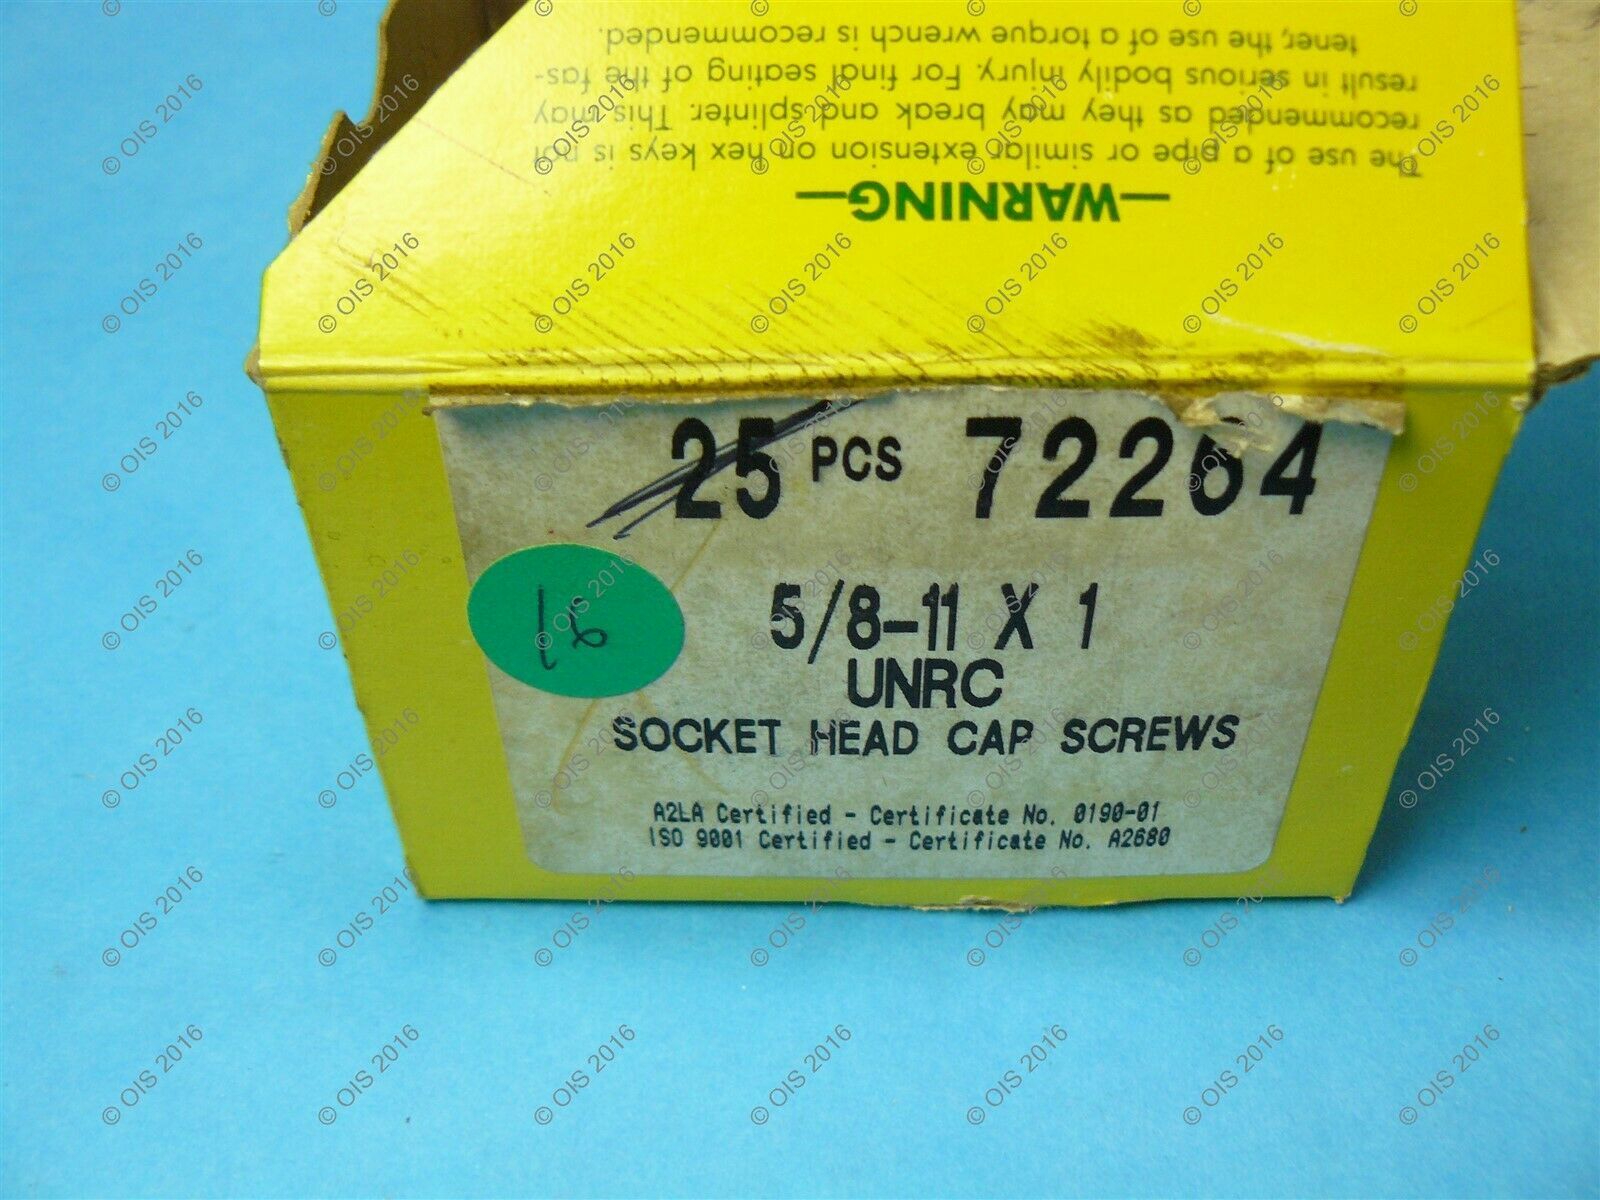 —WARNING—
The use of a pipe or similar extension on hex keys is not
recommended as they may break and splinter. This may
result in serious bodily injury. For final seating of the fas-
tener, the use of a torque wrench is recommended.
25 PCS 72264
12
5/8-11 X 1
UNRC
SOCKET HEAD CAP SCREWS
A2LA Certified - Certificate No. 0190-01
ISO 9001 Certified - Certificate No. A2680
© OIS 2016